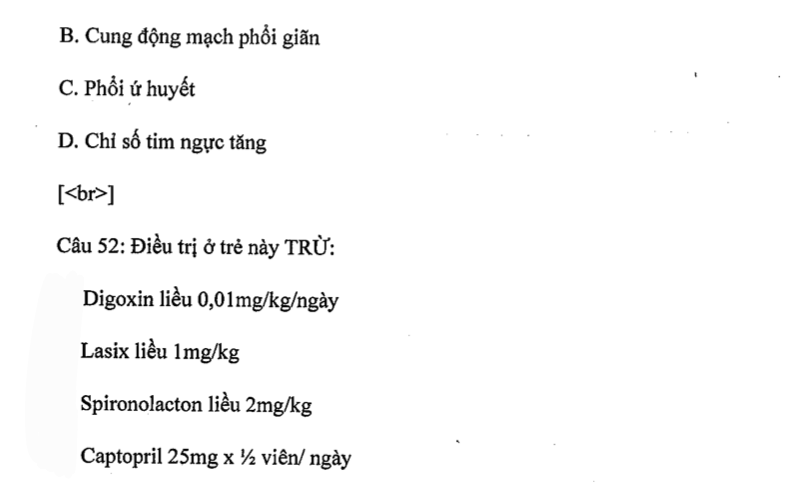 B. Cung động mạch phổi giãn
C. Phổi ứ huyết
D. Chỉ số tim ngực tăng
[<br>]
Câu 52: Điều trị ở trẻ này TRỪ:
Digoxin liều 0,01mg/kg/ngày
Lasix liều 1mg/kg
Spironolacton liều 2mg/kg
Captopril 25mg x ½ viên/ ngày